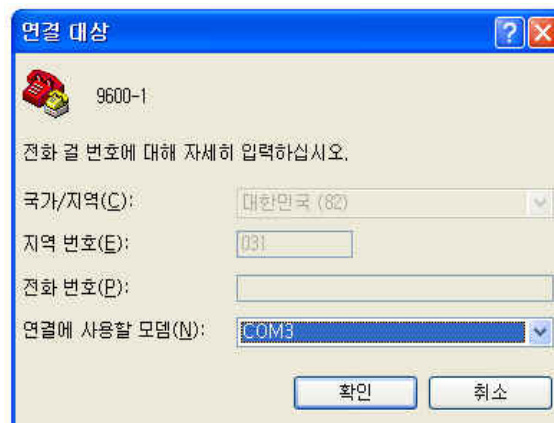 연결 대상
9600-1
전화 걸 번호에 대해 자세히 입력하십시오.
국가/지역(C): 대한민국 (82)
지역 번호(E): 031
전화 번호(P):
연결에 사용할 모뎀(N): COM3
확인 취소